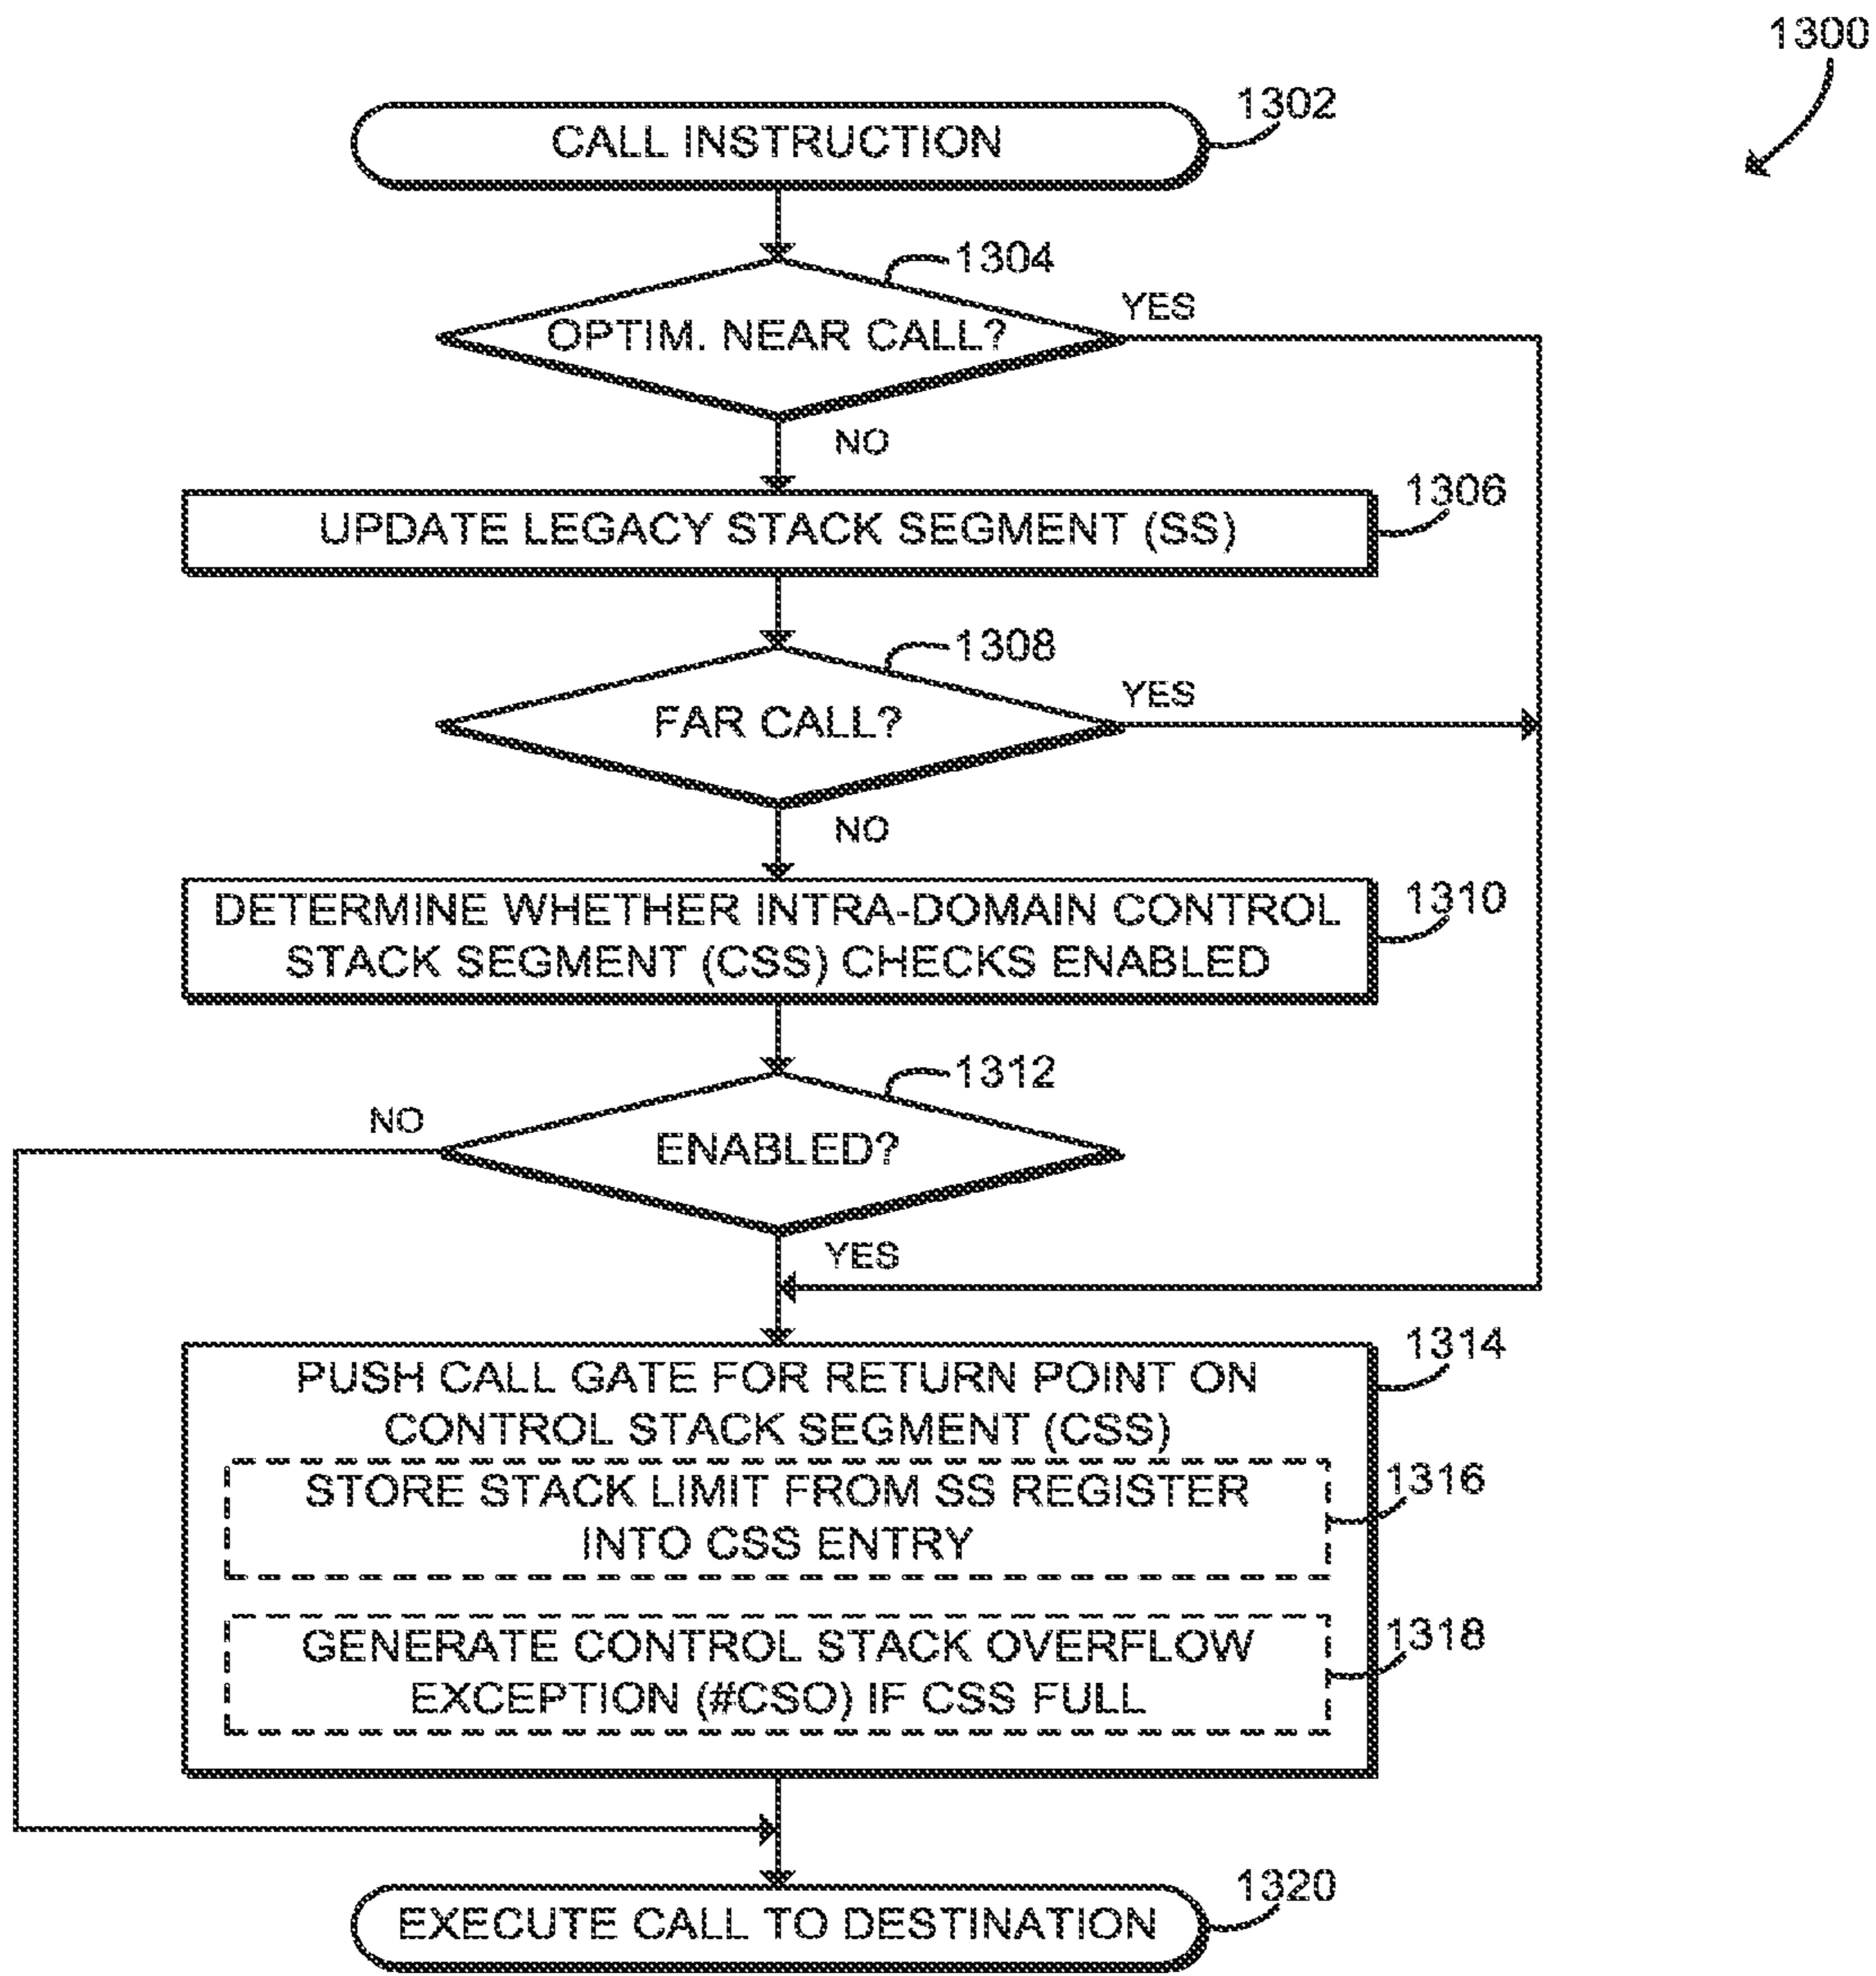 1300
CALL INSTRUCTION
1302
OPTIM. NEAR CALL?
1304
YES
NO
UPDATE LEGACY STACK SEGMENT (SS)
1306
FAR CALL?
1308
YES
NO
DETERMINE WHETHER INTRA-DOMAIN CONTROL
STACK SEGMENT (CSS) CHECKS ENABLED
1310
ENABLED?
1312
NO
YES
PUSH CALL GATE FOR RETURN POINT ON
CONTROL STACK SEGMENT (CSS)
1314
STORE STACK LIMIT FROM SS REGISTER
INTO CSS ENTRY
1316
GENERATE CONTROL STACK OVERFLOW
EXCEPTION (#CSO) IF CSS FULL
1318
EXECUTE CALL TO DESTINATION
1320